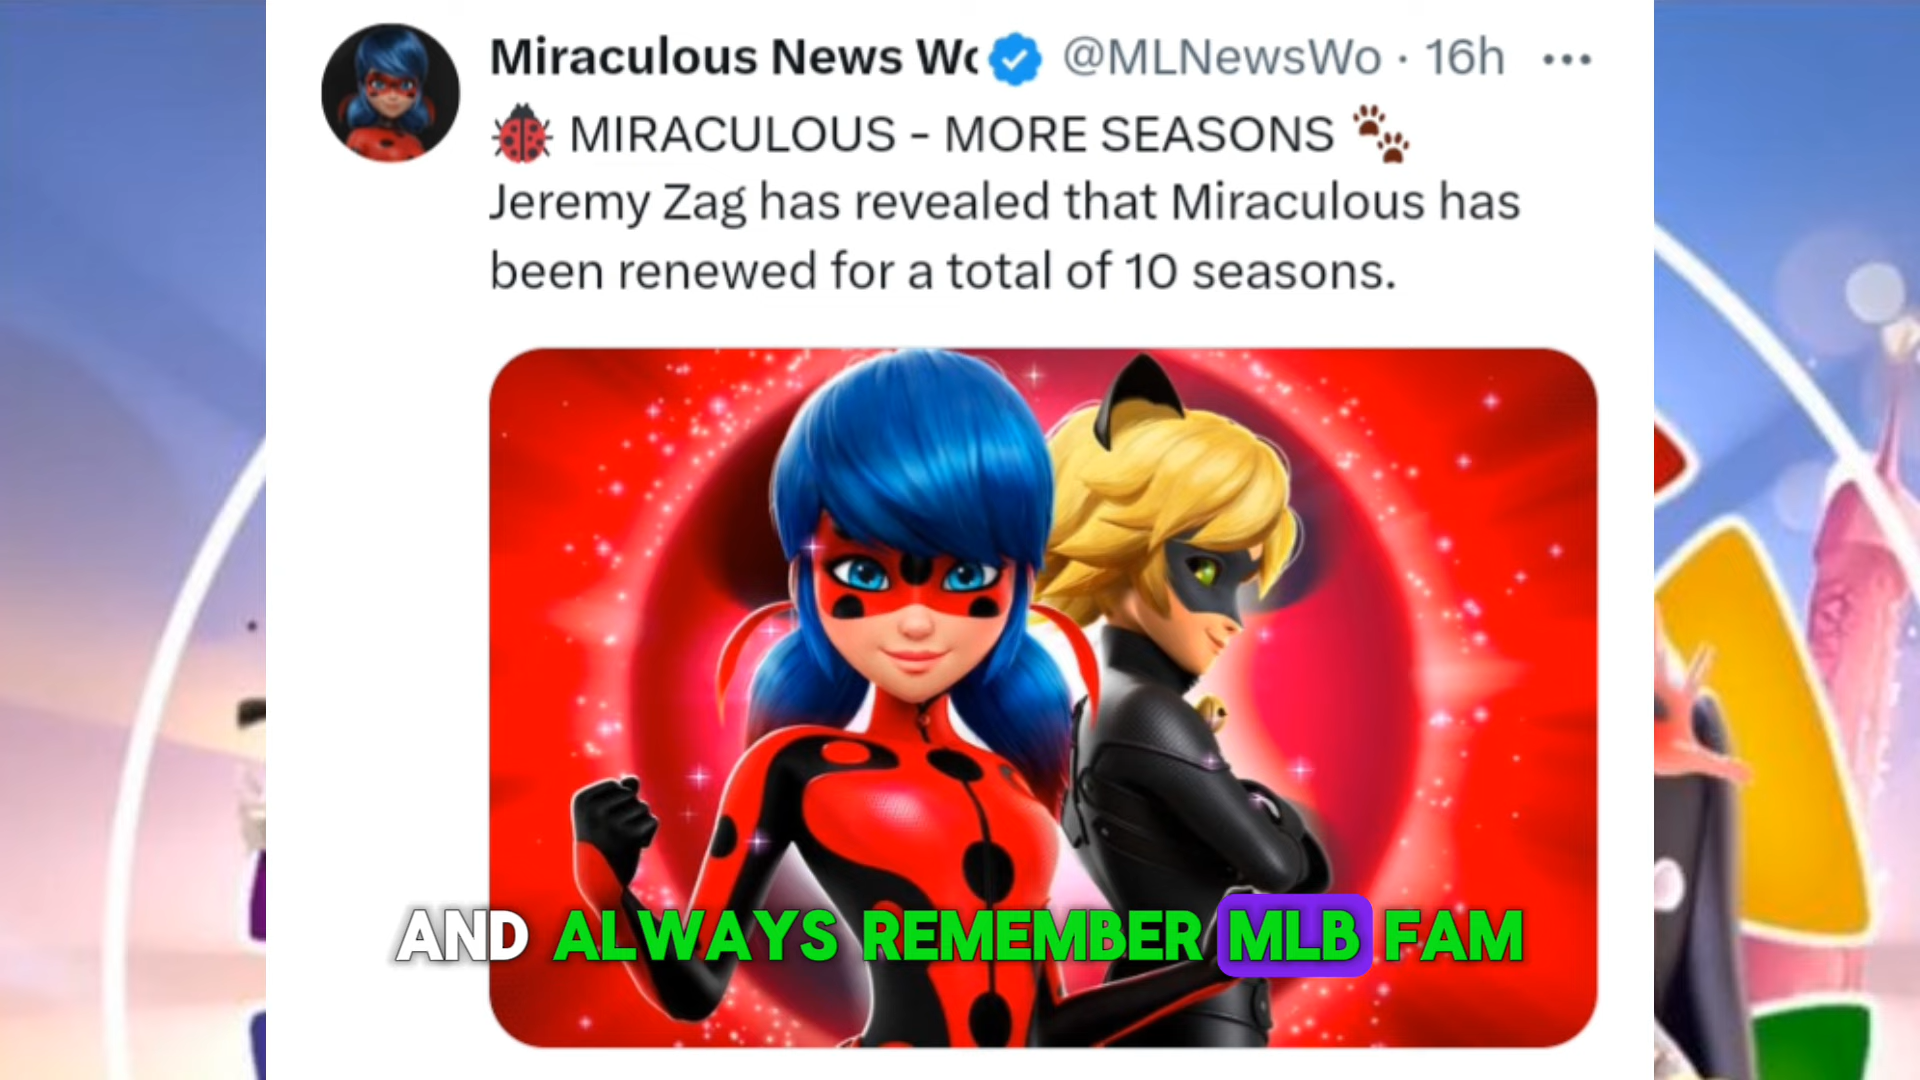 Miraculous News Wo @MLNewsWo · 16h
🐞 MIRACULOUS - MORE SEASONS 🐾
Jeremy Zag has revealed that Miraculous has
been renewed for a total of 10 seasons.
AND ALWAYS REMEMBER MLB FAM